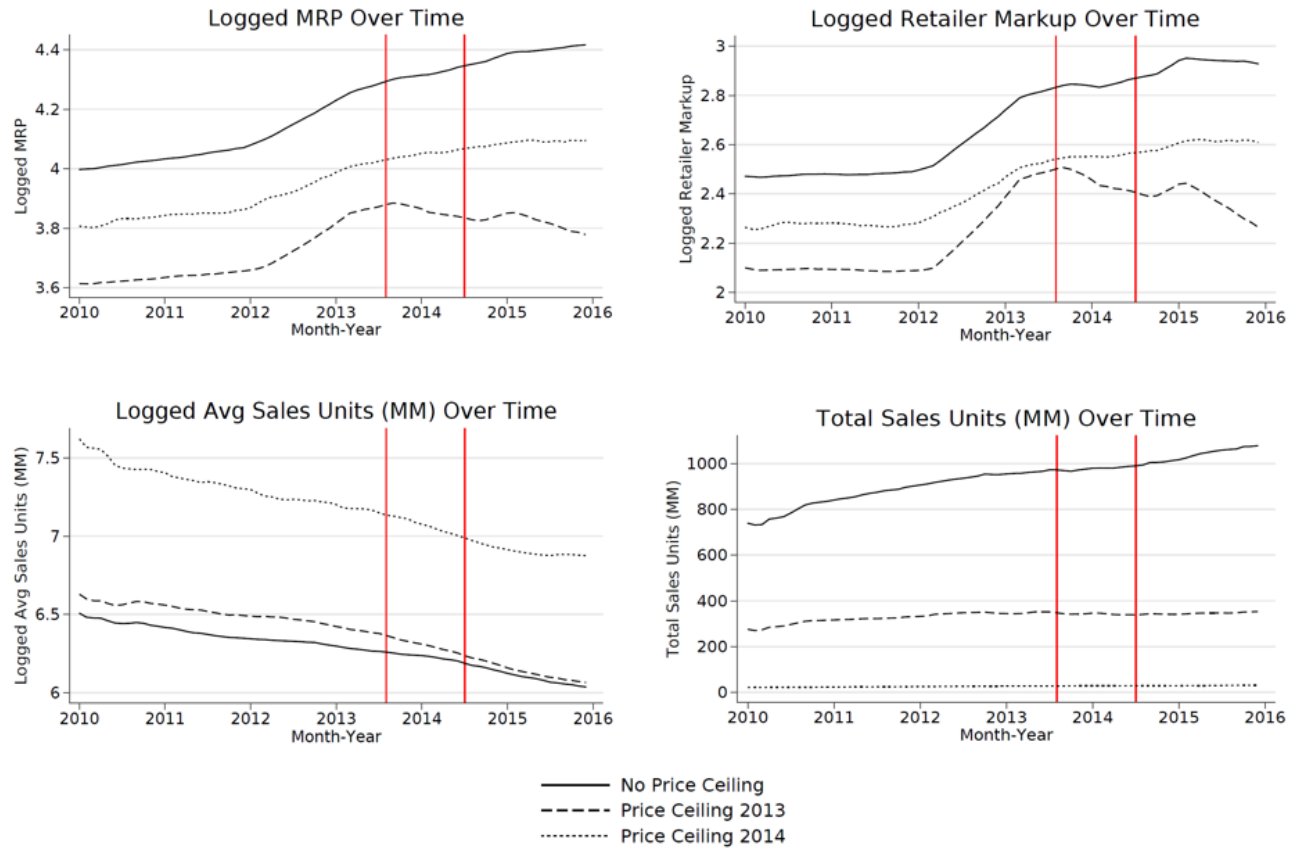 Logged MRP Over Time
Logged MRP
4.4
4.2
4
3.8
3.6
2010 2011 2012 2013 2014 2015 2016
Month-Year
Logged Retailer Markup Over Time
Logged Retailer Markup
3
2.8
2.6
2.4
2.2
2
2010 2011 2012 2013 2014 2015 2016
Month-Year
Logged Avg Sales Units (MM) Over Time
Logged Avg Sales Units (MM)
7.5
7
6.5
6
2010 2011 2012 2013 2014 2015 2016
Month-Year
Total Sales Units (MM) Over Time
Total Sales Units (MM)
1000
800
600
400
200
0
2010 2011 2012 2013 2014 2015 2016
Month-Year
No Price Ceiling
Price Ceiling 2013
Price Ceiling 2014